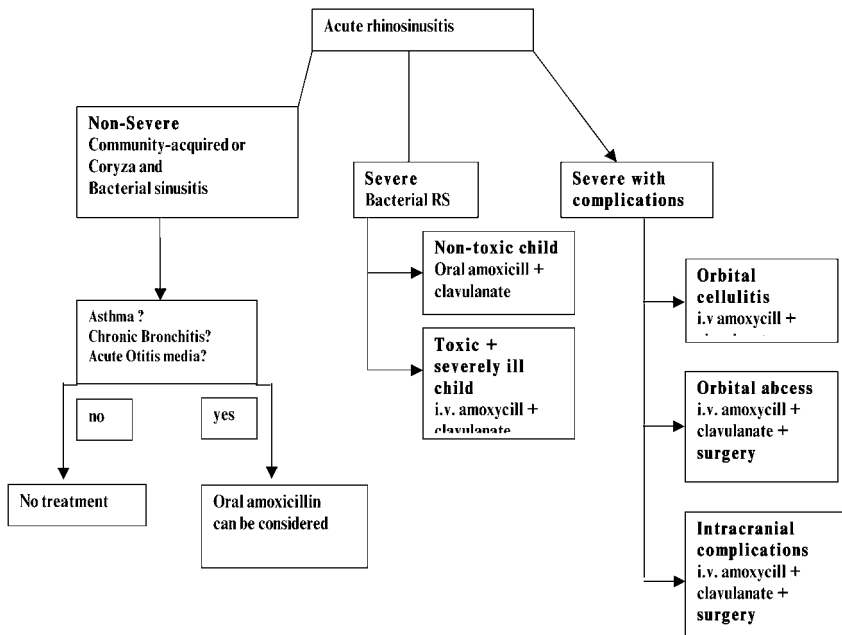 Acute rhinosinusitis
Non-Severe
Community-acquired or
Coryza and
Bacterial sinusitis
Severe
Bacterial RS
Severe with
complications
Non-toxic child
Oral amoxicill +
clavulanate
Toxic +
severely ill
child
i.v. amoxycill +
clavulanate
Asthma ?
Chronic Bronchitis?
Acute Otitis media?
no
yes
No treatment
Oral amoxicillin
can be considered
Orbital
cellulitis
i.v amoxycill +
Orbital abcess
i.v. amoxycill +
clavulanate +
surgery
Intracranial
complications
i.v. amoxycill +
clavulanate +
surgery